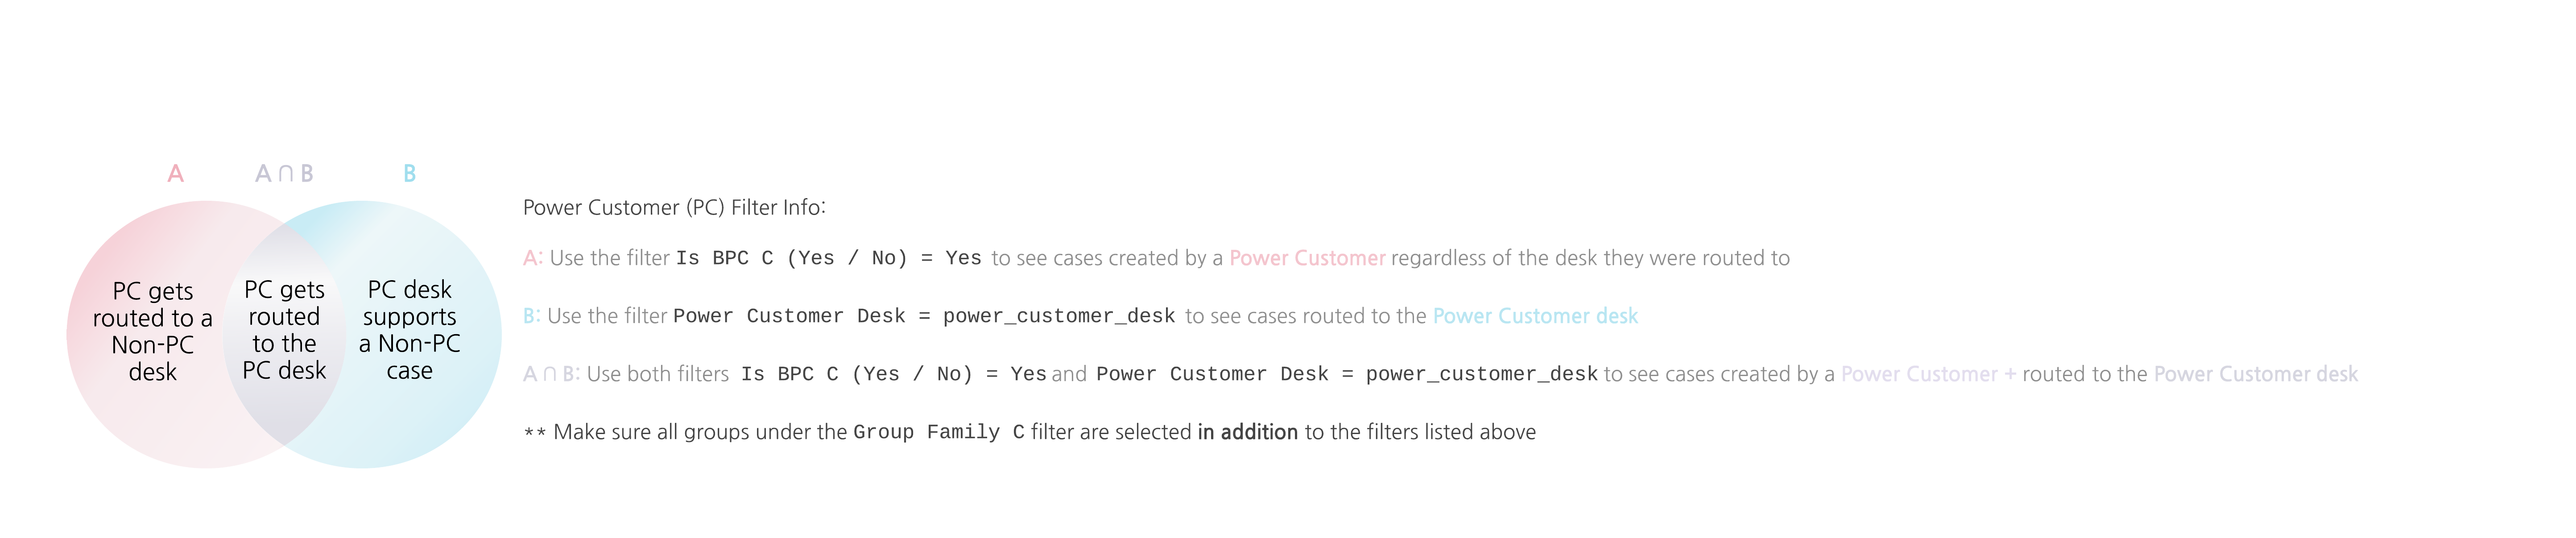 A
A ∩ B
B
PC gets
routed to a
Non-PC
desk
PC gets
routed
to the
PC desk
PC desk
supports
a Non-PC
case
Power Customer (PC) Filter Info:
A: Use the filter Is BPC C (Yes / No) = Yes to see cases created by a Power Customer regardless of the desk they were routed to
B: Use the filter Power Customer Desk = power_customer_desk to see cases routed to the Power Customer desk
A ∩ B: Use both filters Is BPC C (Yes / No) = Yes and Power Customer Desk = power_customer_desk to see cases created by a Power Customer + routed to the Power Customer desk
** Make sure all groups under the Group Family C filter are selected in addition to the filters listed above